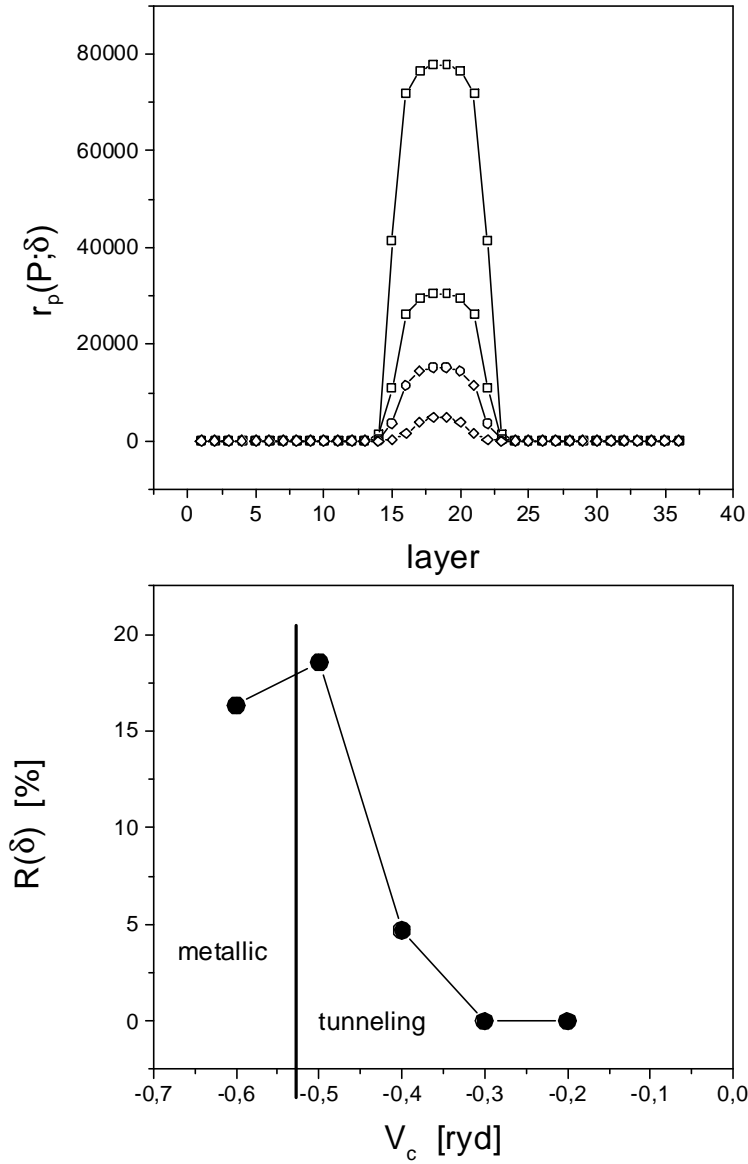 80000
60000
40000
20000
0
r_p(P;δ)
0 5 10 15 20 25 30 35 40
layer
20
15
10
5
0
R(δ) [%]
metallic
tunneling
-0,7 -0,6 -0,5 -0,4 -0,3 -0,2 -0,1 0,0
V_c [ryd]